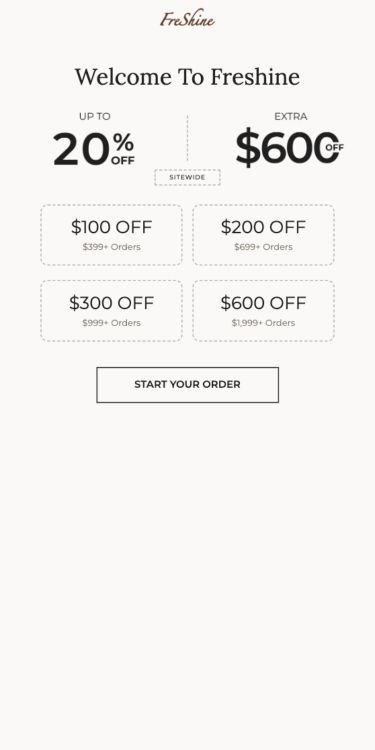 FreShine
Welcome To Freshine
UP TO
20% OFF
EXTRA
$600 OFF
SITEWIDE
$100 OFF
$399+ Orders
$200 OFF
$699+ Orders
$300 OFF
$999+ Orders
$600 OFF
$1,999+ Orders
START YOUR ORDER